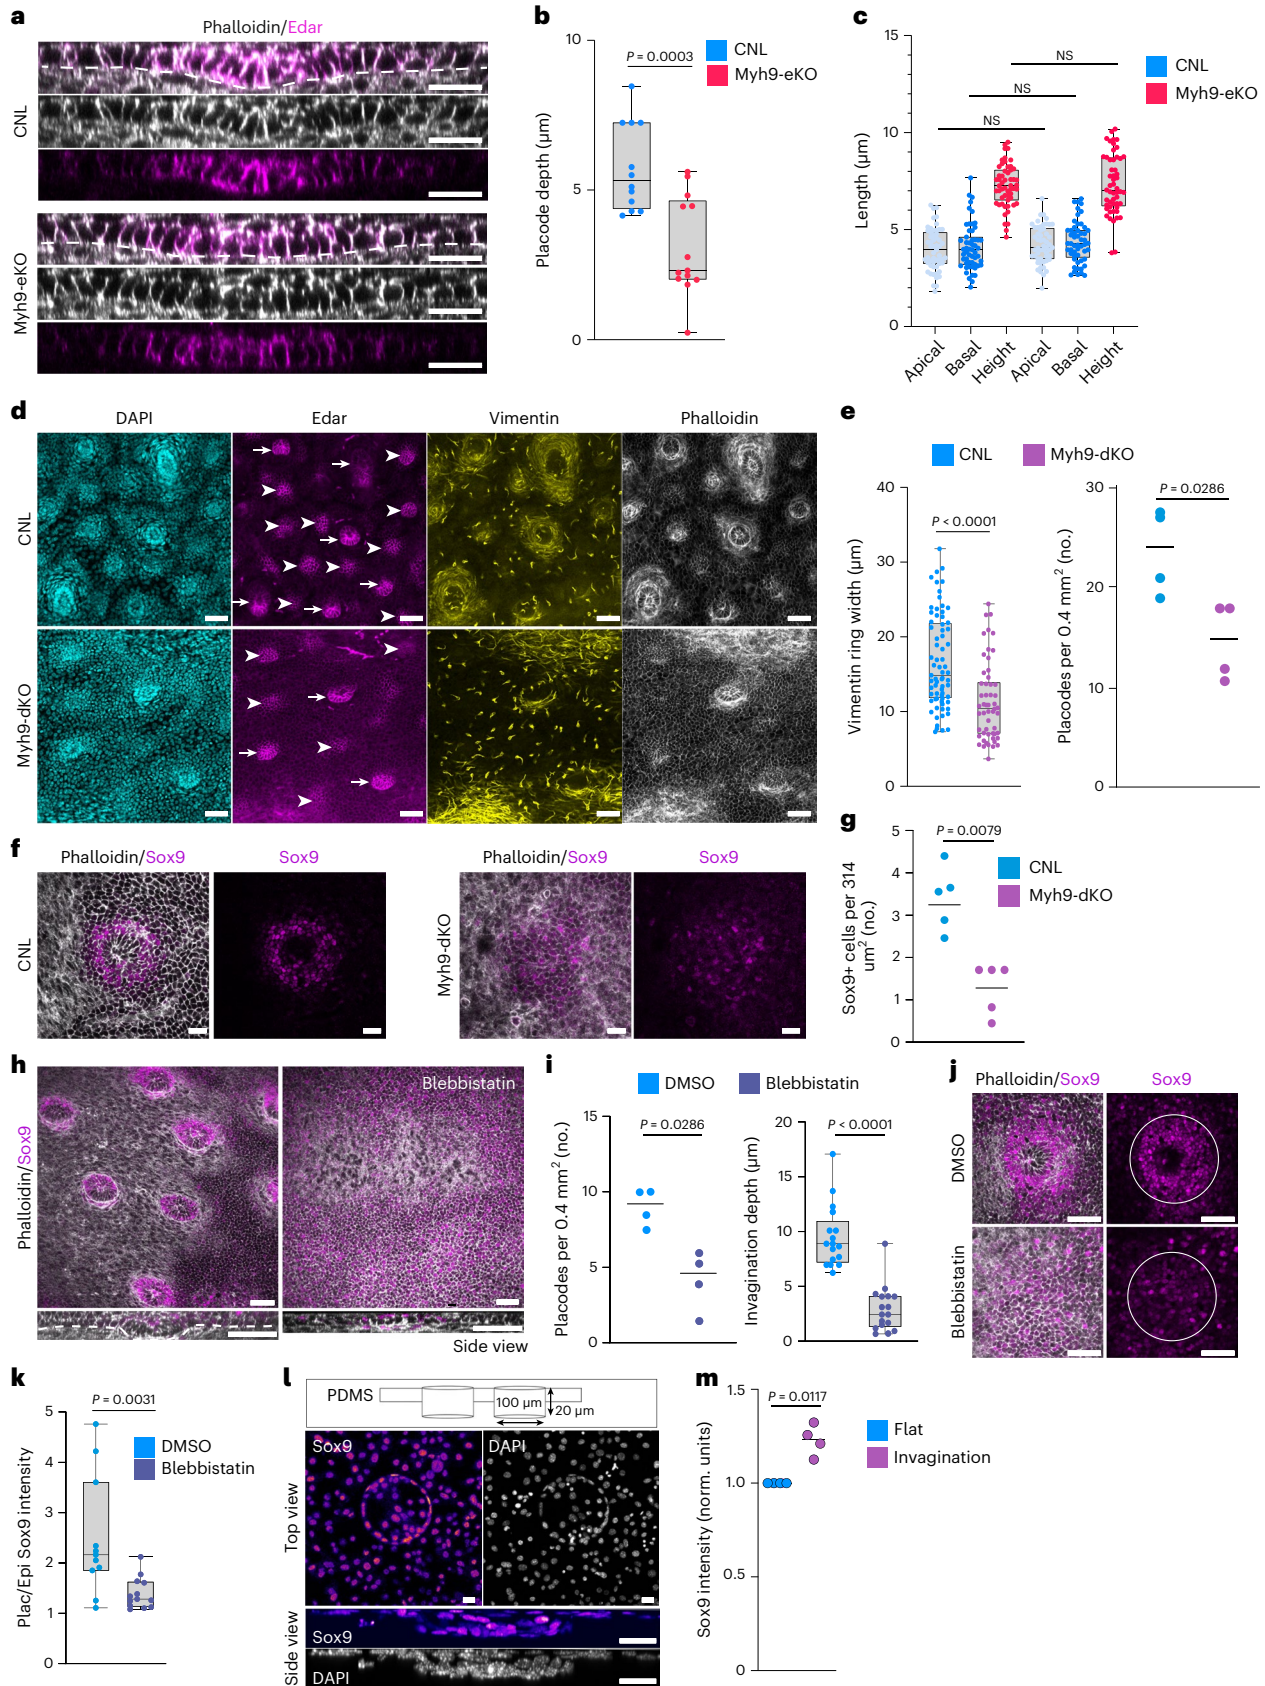 a
Phalloidin/Edar
CNL
Myh9-eKO
b
10
5
0
Placode depth (µm)
P = 0.0003
CNL
Myh9-eKO
c
15
10
5
0
Length (µm)
NS
NS
NS
CNL
Myh9-eKO
Apical
Basal
Height
Apical
Basal
Height
d
DAPI
Edar
Vimentin
Phalloidin
CNL
Myh9-dKO
e
CNL
Myh9-dKO
40
30
20
10
0
Vimentin ring width (µm)
P < 0.0001
30
20
10
0
Placodes per 0.4 mm² (no.)
P = 0.0286
f
Phalloidin/Sox9
Sox9
CNL
Phalloidin/Sox9
Sox9
Myh9-dKO
g
5
4
3
2
1
0
Sox9+ cells per 314
um² (no.)
P = 0.0079
CNL
Myh9-dKO
h
Phalloidin/Sox9
Blebbistatin
Side view
i
DMSO
Blebbistatin
15
10
5
0
Placodes per 0.4 mm² (no.)
P = 0.0286
20
15
10
5
0
Invagination depth (µm)
P < 0.0001
j
Phalloidin/Sox9
Sox9
DMSO
Blebbistatin
k
5
4
3
2
1
0
Plac/Epi Sox9 intensity
P = 0.0031
DMSO
Blebbistatin
l
PDMS
100 µm
20 µm
Sox9
DAPI
Top view
Side view
Sox9
DAPI
m
1.5
1.0
0.5
0
Sox9 intensity (norm. units)
P = 0.0117
Flat
Invagination